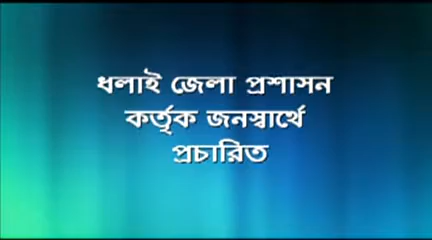 ধলাই জেলা প্রশাসন
কর্তৃক জনস্বার্থে
প্রচারিত